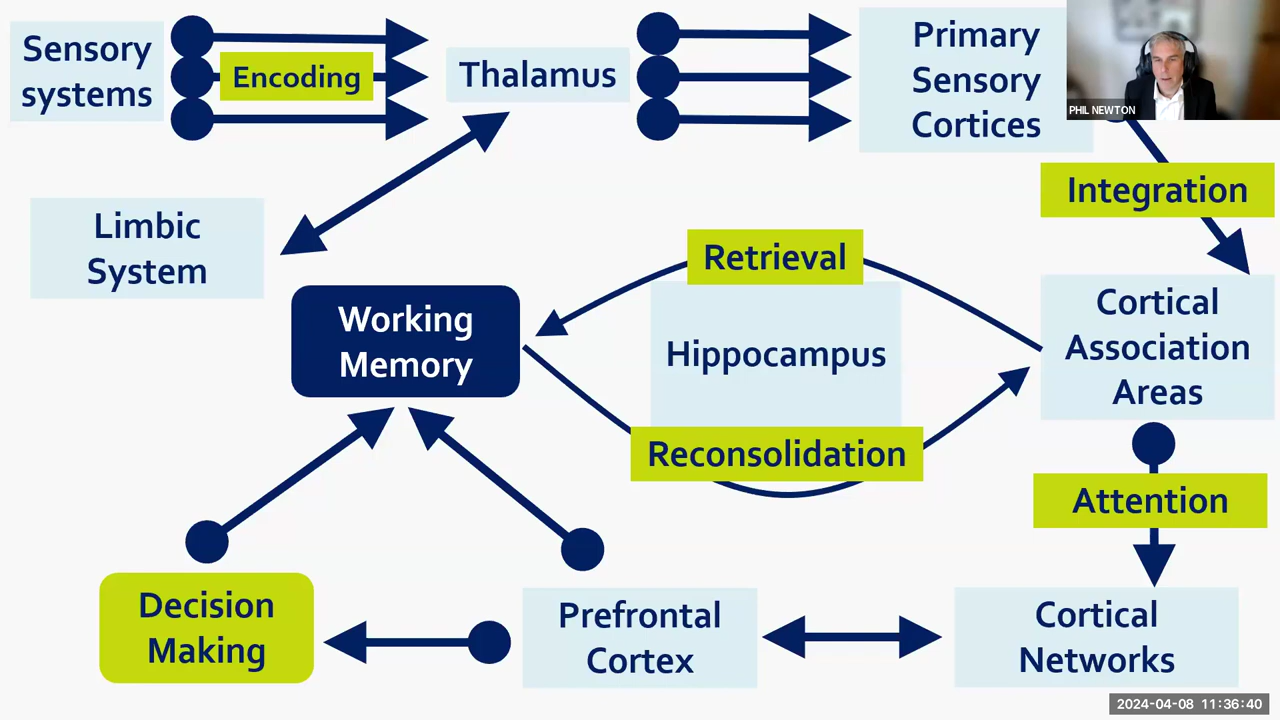 Sensory
systems
Encoding
Thalamus
Primary
Sensory
Cortices
PHIL NEWTON
Integration
Limbic
System
Retrieval
Working
Memory
Hippocampus
Cortical
Association
Areas
Reconsolidation
Attention
Decision
Making
Prefrontal
Cortex
Cortical
Networks
2024-04-08 11:36:40